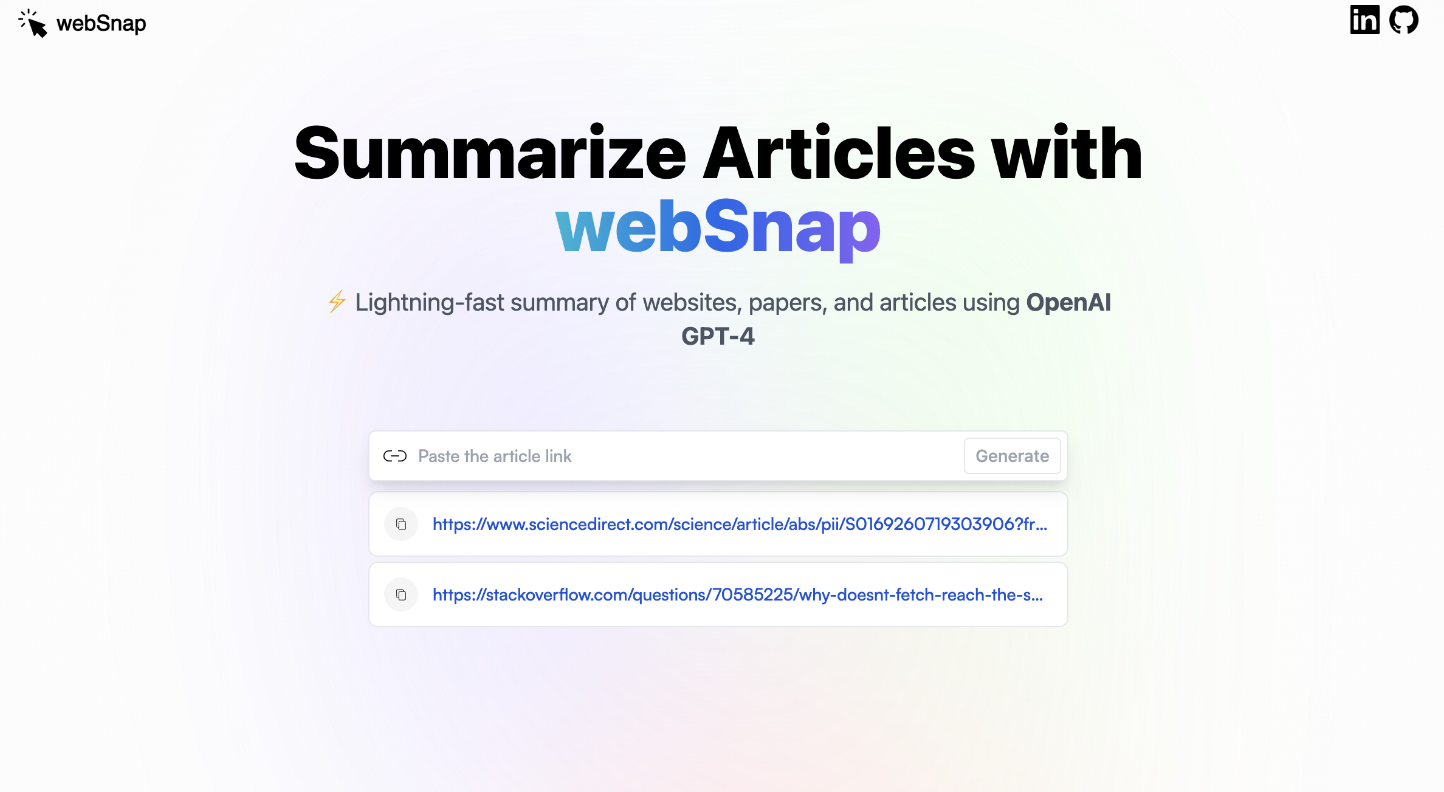 webSnap
in
Summarize Articles with
webSnap
⚡ Lightning-fast summary of websites, papers, and articles using OpenAI
GPT-4
Paste the article link
Generate
https://www.sciencedirect.com/science/article/abs/pii/S0169260719303906?fr...
https://stackoverflow.com/questions/70585225/why-doesnt-fetch-reach-the-s...